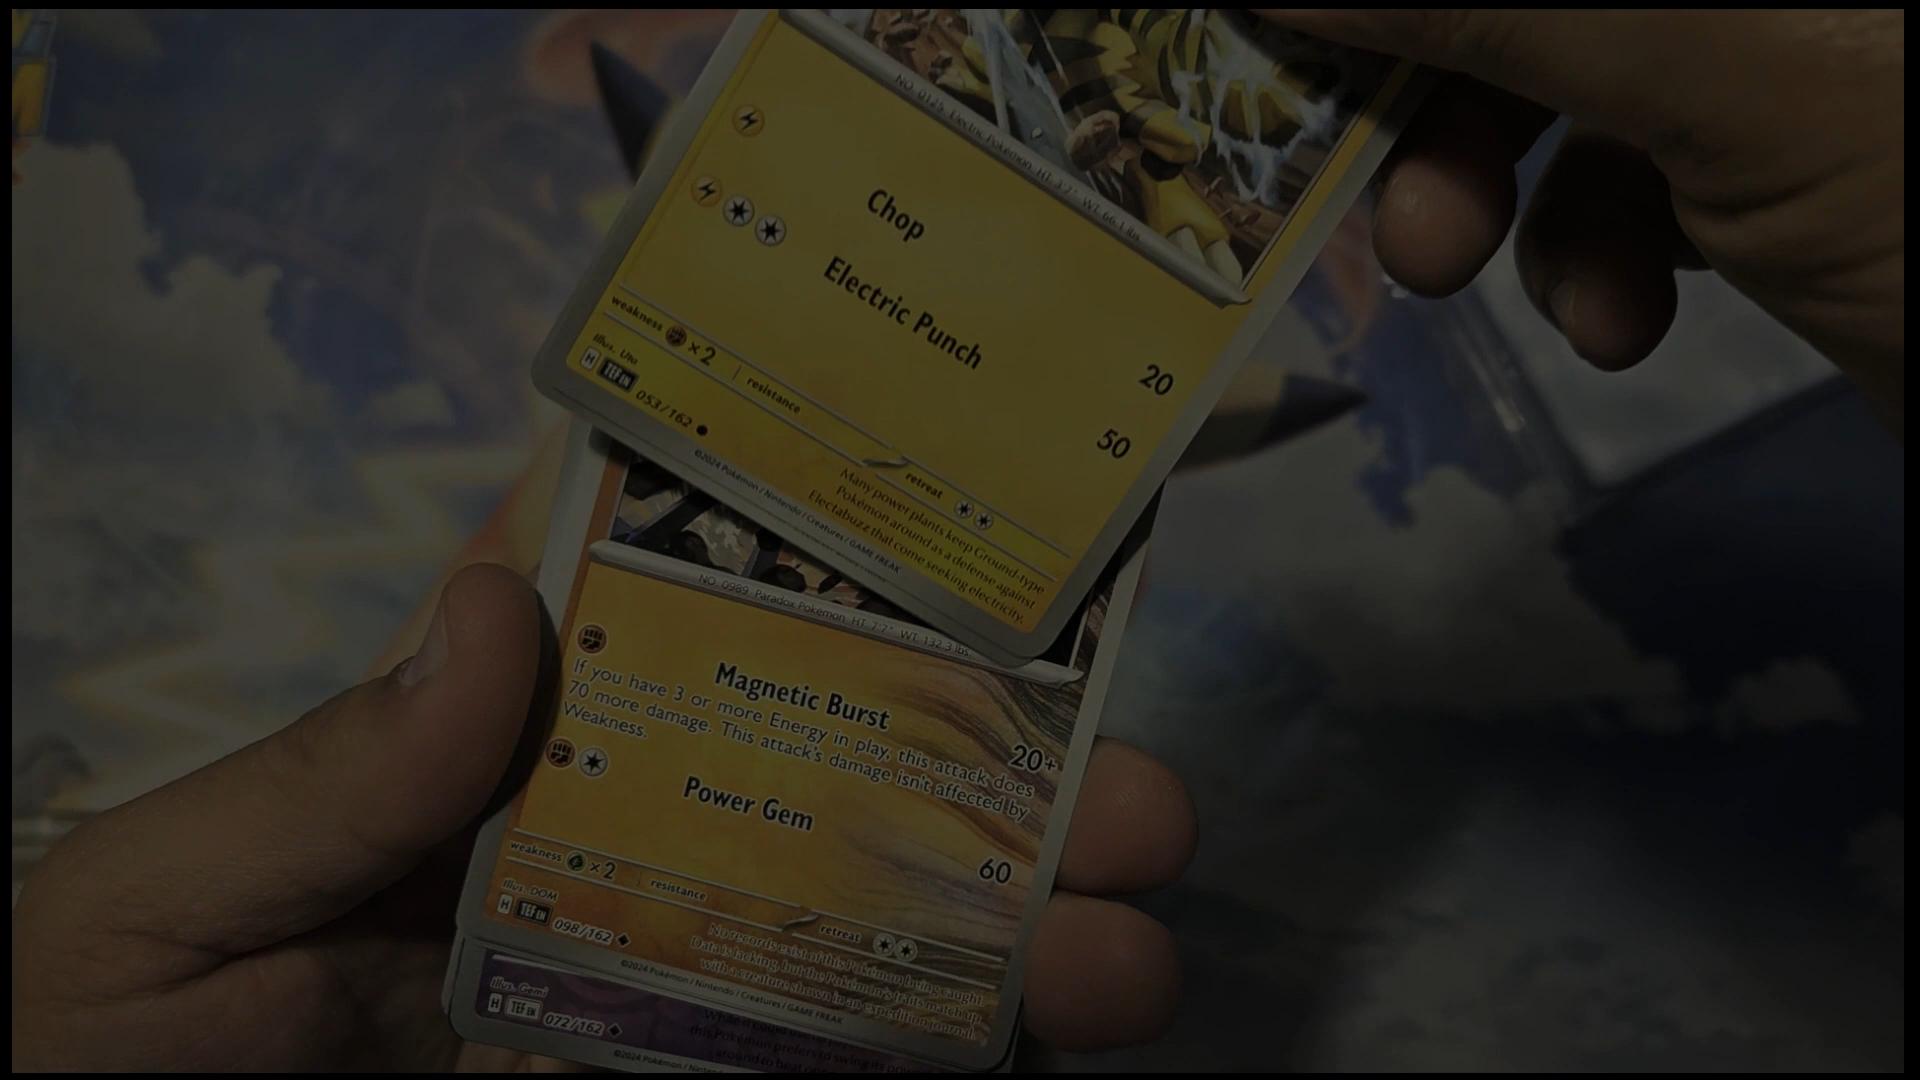 NO. 0125 Electric Pokémon HT: 3'7" WT: 66.1 lbs.
Chop
20
Electric Punch
50
weakness ×2 resistance retreat
Illus. Uta
H TEF EN 053/162
©2024 Pokémon / Nintendo / Creatures / GAME FREAK
Many power plants keep Ground-type
Pokémon around as a defense against
Electabuzz that come seeking electricity.
NO. 0989 Paradox Pokémon HT: 7'7" WT: 132.3 lbs.
Magnetic Burst
20+
If you have 3 or more Energy in play, this attack does
70 more damage. This attack's damage isn't affected by
Weakness.
Power Gem
60
weakness ×2 resistance retreat
Illus. DOM
H TEF EN 098/162
©2024 Pokémon / Nintendo / Creatures / GAME FREAK
No records exist of this Pokémon being caught.
Data is lacking, but the Pokémon's traits match up
with a creature shown in an expedition journal.
Illus. Gemi
H TEF EN 072/162
©2024 Pokémon
this Pokémon prefers to swing its